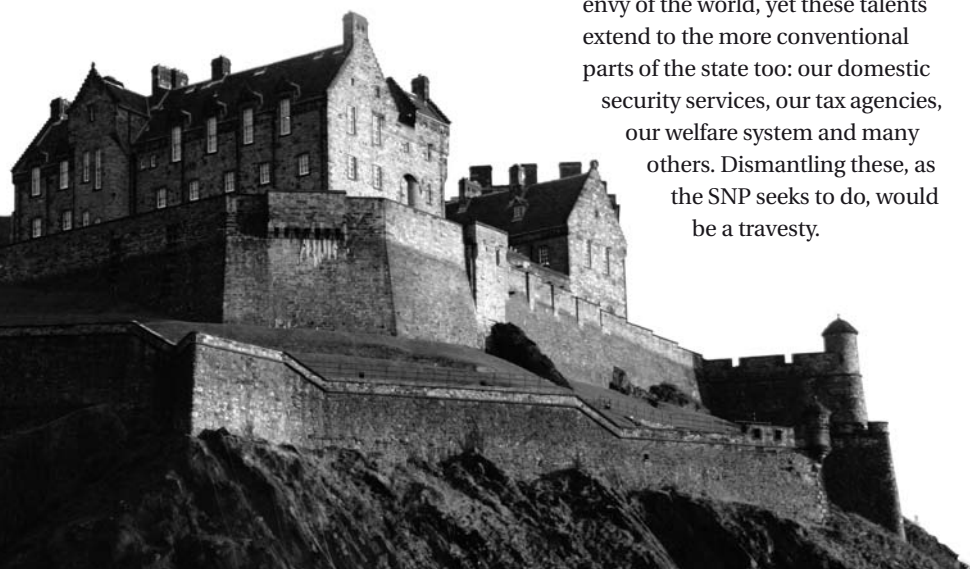 envy of the world, yet these talents
extend to the more conventional
parts of the state too: our domestic
security services, our tax agencies,
our welfare system and many
others. Dismantling these, as
the SNP seeks to do, would
be a travesty.